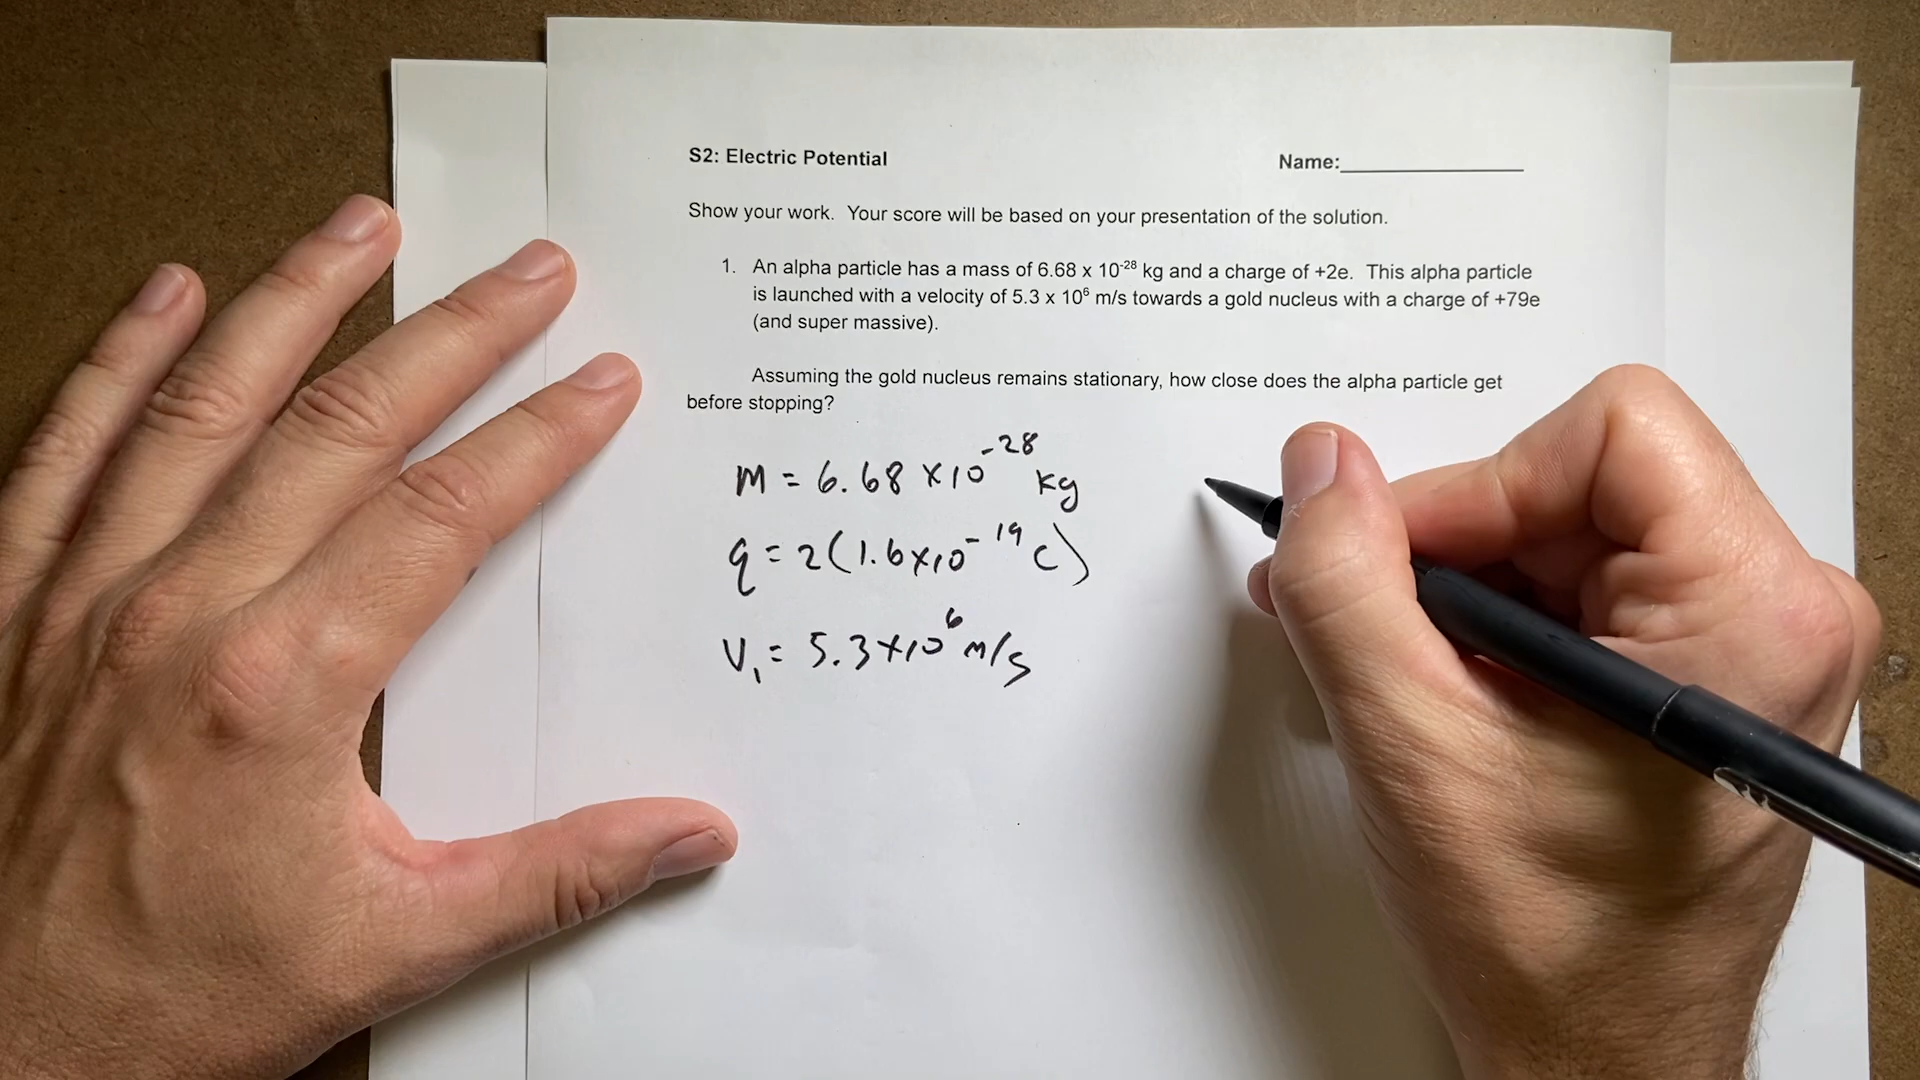 S2: Electric Potential Name:
Show your work. Your score will be based on your presentation of the solution.
1. An alpha particle has a mass of 6.68 x 10⁻²⁸ kg and a charge of +2e. This alpha particle
is launched with a velocity of 5.3 x 10⁶ m/s towards a gold nucleus with a charge of +79e
(and super massive).
Assuming the gold nucleus remains stationary, how close does the alpha particle get
before stopping?
m = 6.68 x10⁻²⁸ kg
q = 2(1.6x10⁻¹⁹ C)
V₁ = 5.3x10⁶ m/s